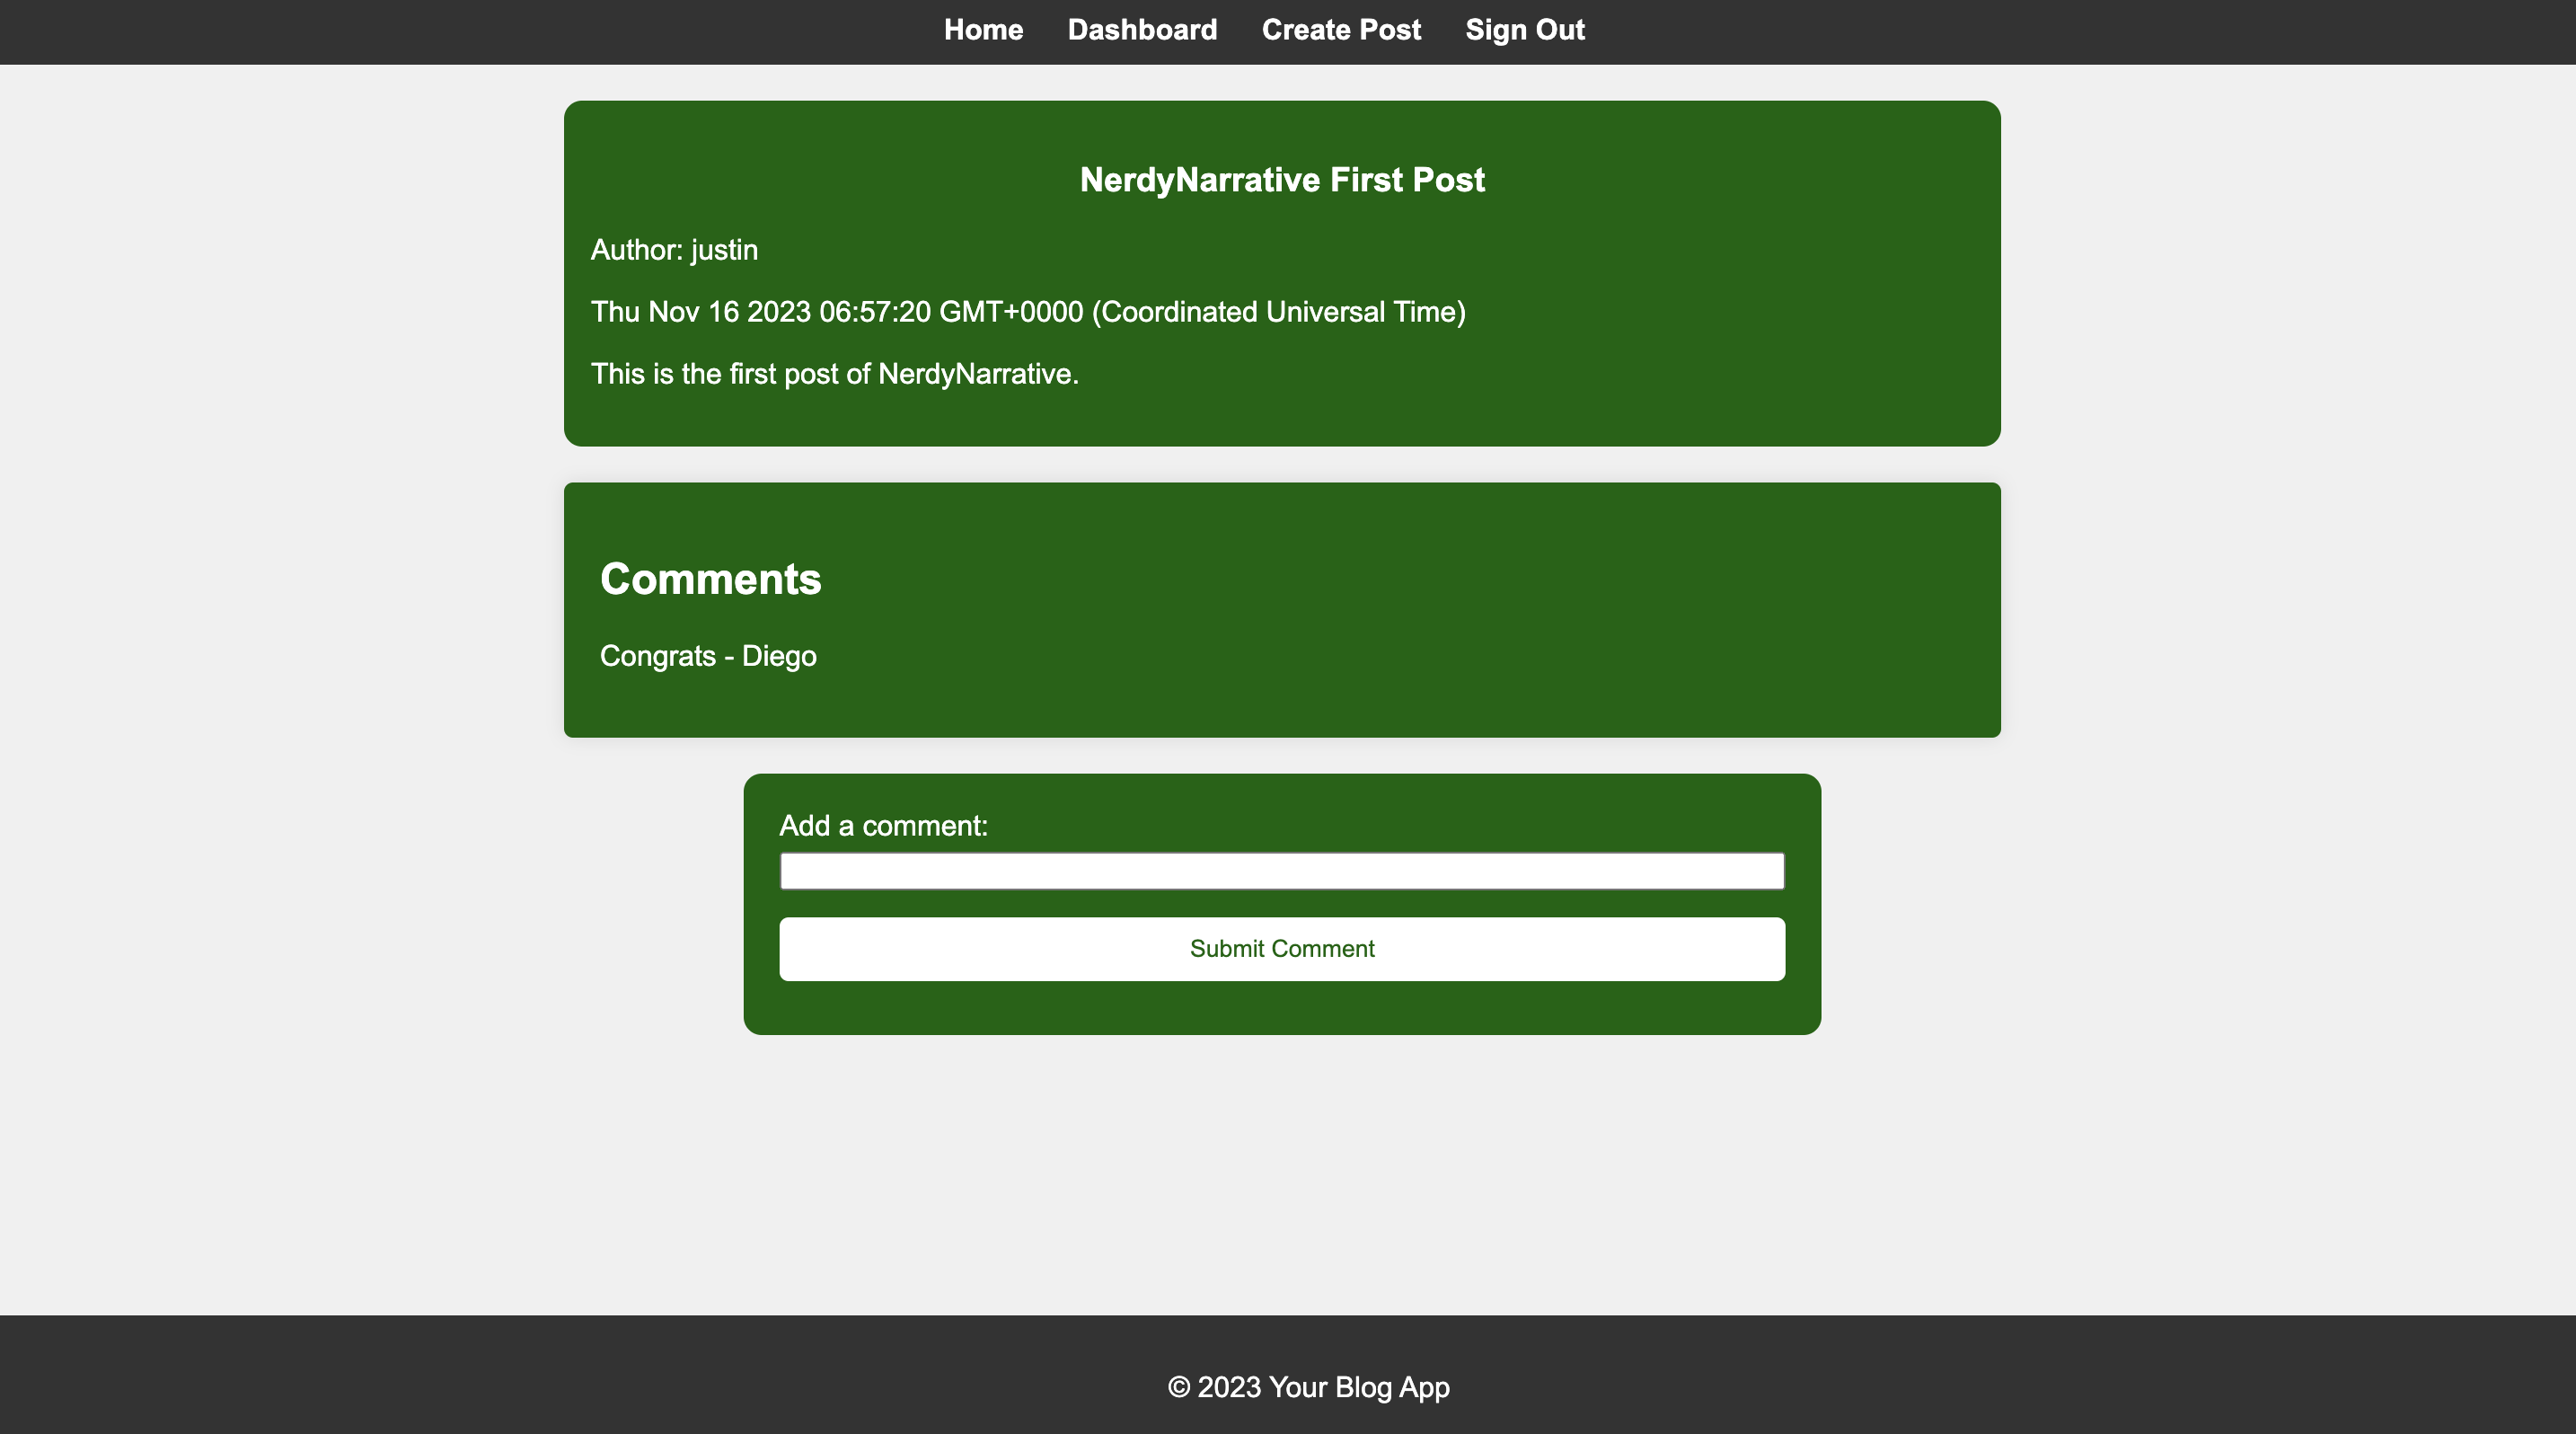 Home Dashboard Create Post Sign Out
NerdyNarrative First Post
Author: justin
Thu Nov 16 2023 06:57:20 GMT+0000 (Coordinated Universal Time)
This is the first post of NerdyNarrative.
Comments
Congrats - Diego
Add a comment:
Submit Comment
© 2023 Your Blog App